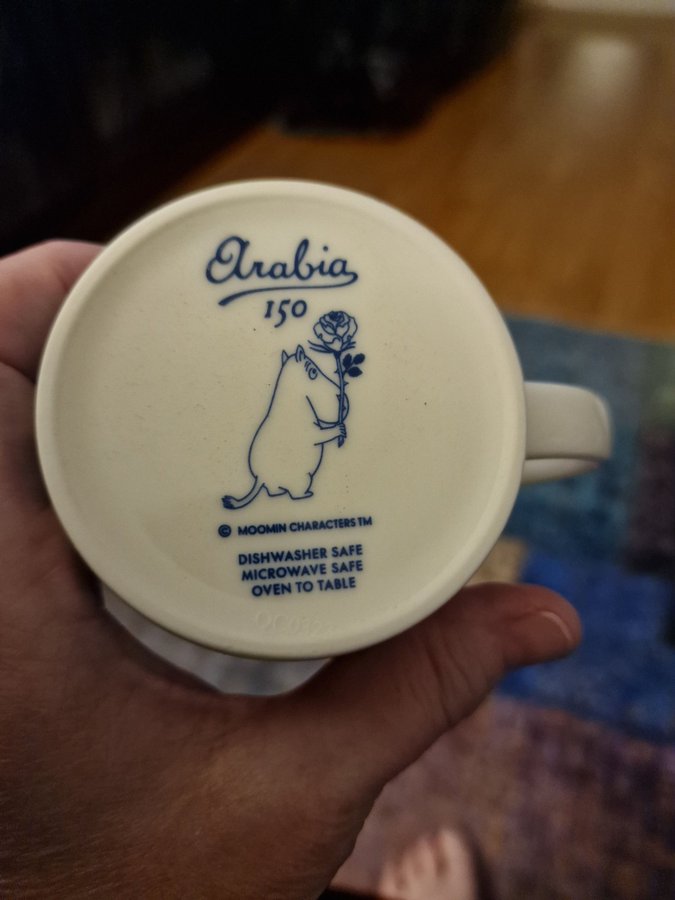 Arabia
150
© MOOMIN CHARACTERS TM
DISHWASHER SAFE
MICROWAVE SAFE
OVEN TO TABLE